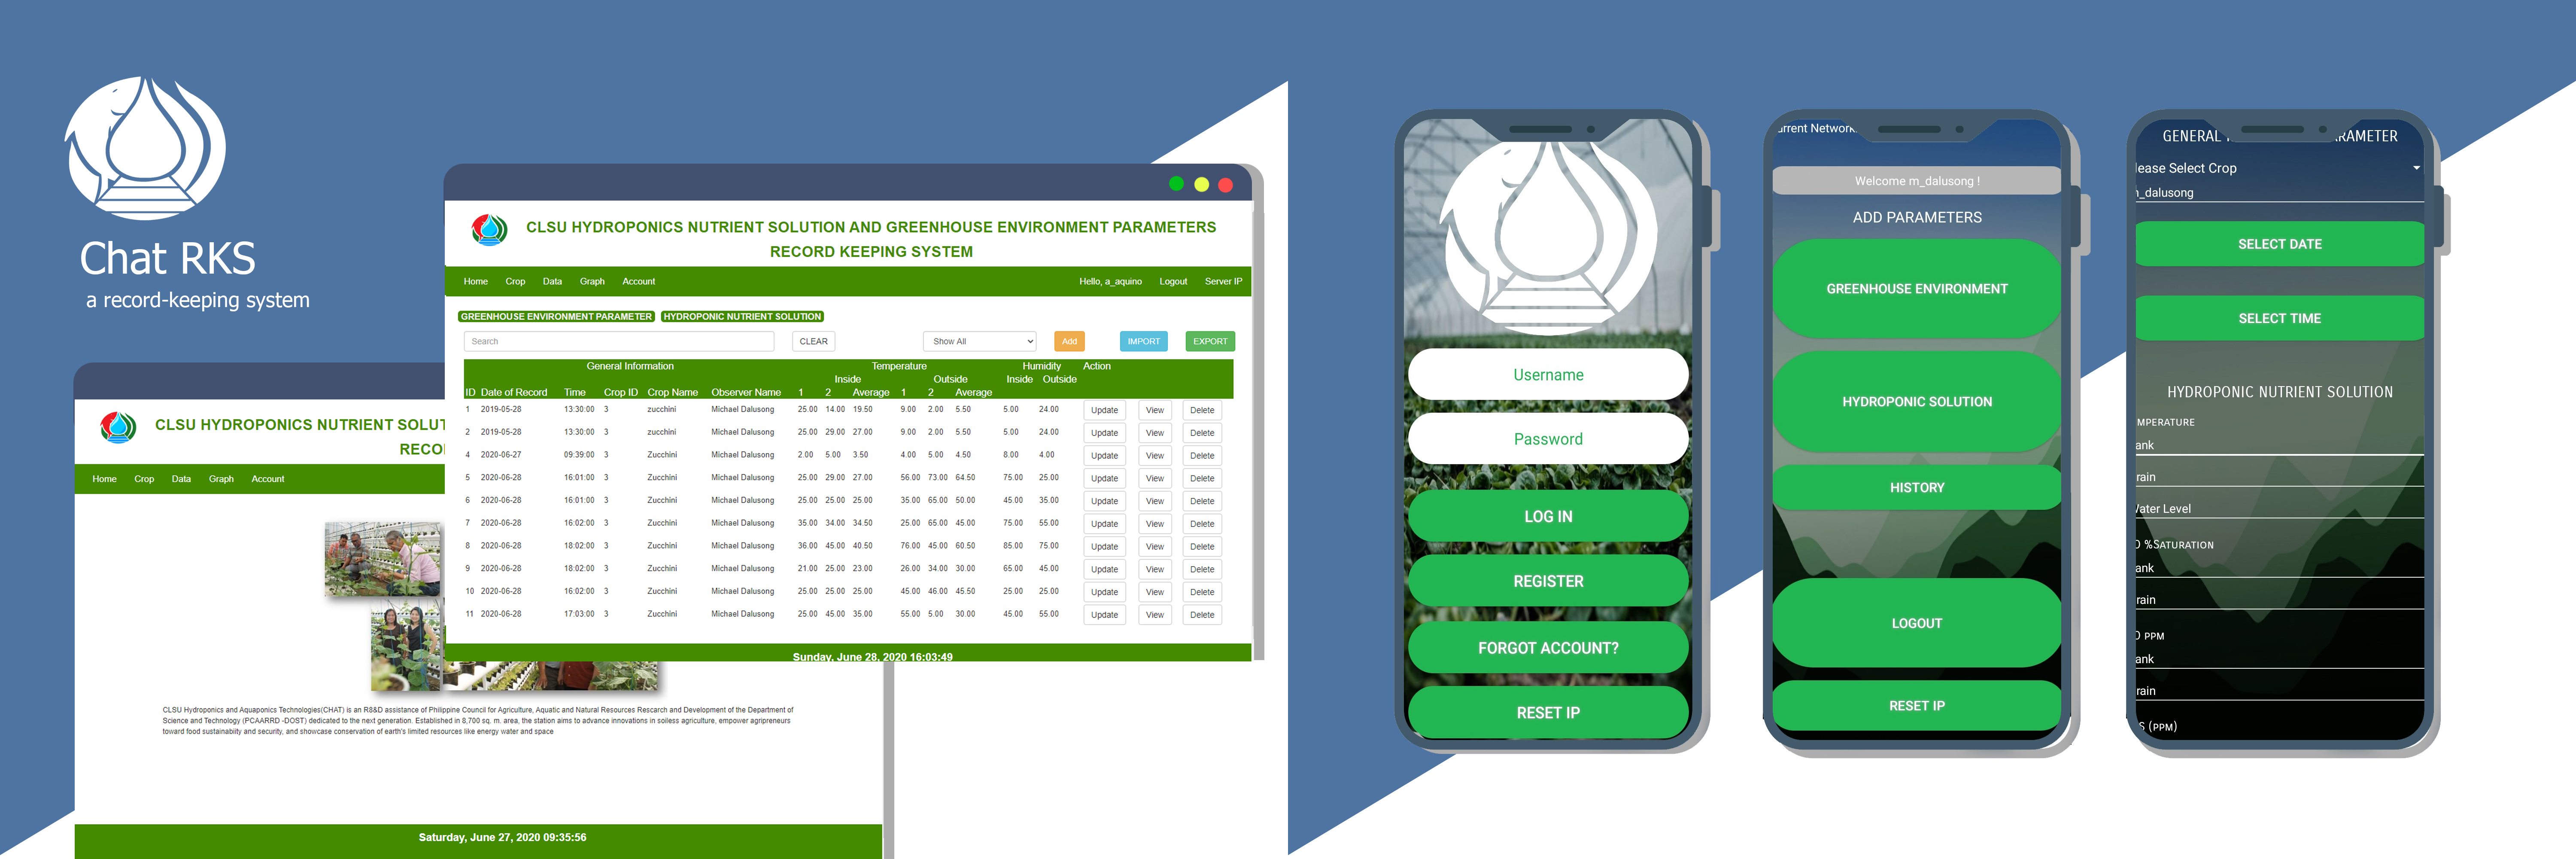 Chat RKS
a record-keeping system
CLSU HYDROPONICS NUTRIENT SOLUT
RECO
Home Crop Data Graph Account
CLSU Hydroponics and Aquaponics Technologies(CHAT) is an R8&D assistance of Philippine Council for Agriculture, Aquatic and Natural Resources Rescarch and Development of the Department of
Science and Technology (PCAARRD -DOST) dedicated to the next generation. Established in 8,700 sq. m. area, the station aims to advance innovations in soiless agriculture, empower agripreneurs
toward food sustainabiity and security, and showcase conservation of earth's limited resources like energy water and space
Saturday, June 27, 2020 09:35:56
CLSU HYDROPONICS NUTRIENT SOLUTION AND GREENHOUSE ENVIRONMENT PARAMETERS
RECORD KEEPING SYSTEM
Home Crop Data Graph Account Hello, a_aquino Logout Server IP
GREENHOUSE ENVIRONMENT PARAMETER HYDROPONIC NUTRIENT SOLUTION
Search CLEAR Show All Add IMPORT EXPORT
General Information Temperature Humidity Action
Inside Outside Inside Outside
ID Date of Record Time Crop ID Crop Name Observer Name 1 2 Average 1 2 Average
1 2019-05-28 13:30:00 3 zucchini Michael Dalusong 25.00 14.00 19.50 9.00 2.00 5.50 5.00 24.00 Update View Delete
2 2019-05-28 13:30:00 3 zucchini Michael Dalusong 25.00 29.00 27.00 9.00 2.00 5.50 5.00 24.00 Update View Delete
4 2020-06-27 09:39:00 3 Zucchini Michael Dalusong 2.00 5.00 3.50 4.00 5.00 4.50 8.00 4.00 Update View Delete
5 2020-06-28 16:01:00 3 Zucchini Michael Dalusong 25.00 29.00 27.00 56.00 73.00 64.50 75.00 25.00 Update View Delete
6 2020-06-28 16:01:00 3 Zucchini Michael Dalusong 25.00 25.00 25.00 35.00 65.00 50.00 45.00 35.00 Update View Delete
7 2020-06-28 16:02:00 3 Zucchini Michael Dalusong 35.00 34.00 34.50 25.00 65.00 45.00 75.00 55.00 Update View Delete
8 2020-06-28 18:02:00 3 Zucchini Michael Dalusong 36.00 45.00 40.50 76.00 45.00 60.50 85.00 75.00 Update View Delete
9 2020-06-28 18:02:00 3 Zucchini Michael Dalusong 21.00 25.00 23.00 26.00 34.00 30.00 65.00 45.00 Update View Delete
10 2020-06-28 16:02:00 3 Zucchini Michael Dalusong 25.00 25.00 25.00 45.00 46.00 45.50 25.00 25.00 Update View Delete
11 2020-06-28 17:03:00 3 Zucchini Michael Dalusong 25.00 45.00 35.00 55.00 5.00 30.00 45.00 55.00 Update View Delete
Sunday, June 28, 2020 16:03:49
Username
Password
LOG IN
REGISTER
FORGOT ACCOUNT?
RESET IP
urrent Network
Welcome m_dalusong !
ADD PARAMETERS
GREENHOUSE ENVIRONMENT
HYDROPONIC SOLUTION
HISTORY
LOGOUT
RESET IP
GENERAL RAMETER
lease Select Crop
_dalusong
SELECT DATE
SELECT TIME
HYDROPONIC NUTRIENT SOLUTION
MPERATURE
ank
rain
ater Level
%SATURATION
ank
rain
PPM
ank
rain
S (PPM)